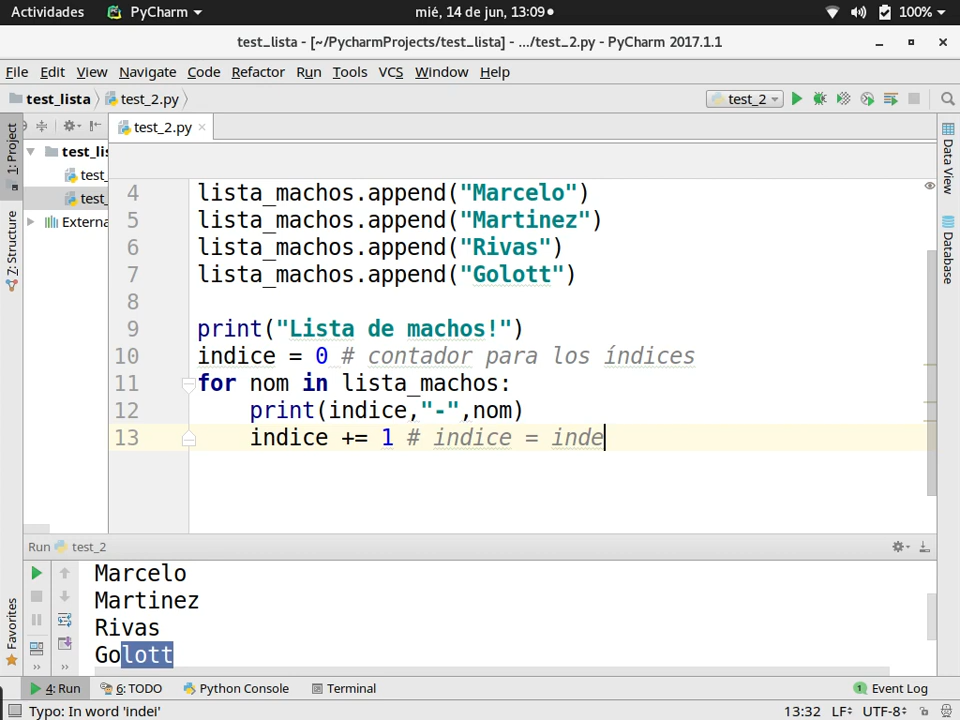 Actividades PyCharm mié, 14 de jun, 13:09 100%
test_lista - [~/PycharmProjects/test_lista] - .../test_2.py - PyCharm 2017.1.1
File Edit View Navigate Code Refactor Run Tools VCS Window Help
test_lista test_2.py test_2
test_2.py
1: Project
7: Structure
Favorites
Data View
Database
test_lis
test_
test_
Externa
4 lista_machos.append("Marcelo")
5 lista_machos.append("Martinez")
6 lista_machos.append("Rivas")
7 lista_machos.append("Golott")
8
9 print("Lista de machos!")
10 indice = 0 # contador para los índices
11 for nom in lista_machos:
12 print(indice,"-",nom)
13 indice += 1 # indice = inde
Run test_2
Marcelo
Martinez
Rivas
Golott
4: Run 6: TODO Python Console Terminal 1 Event Log
Typo: In word 'indei' 13:32 LF UTF-8